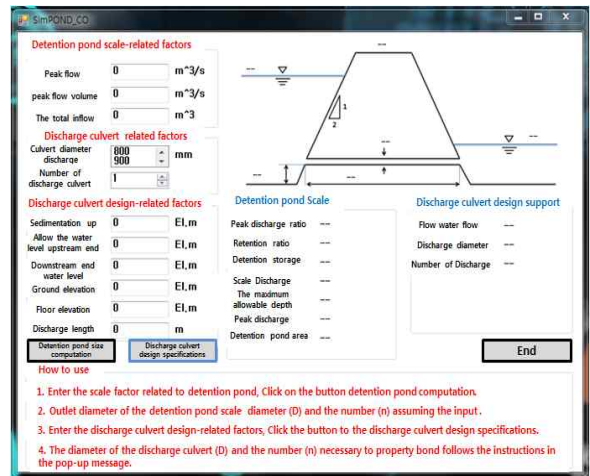 SimPOND_CO
Detention pond scale-related factors
Peak flow 0 m^3/s
peak flow volume 0 m^3/s
The total inflow 0 m^3
Discharge culvert related factors
Culvert diameter
discharge
800
900
mm
Number of
discharge culvert
1
Discharge culvert
design-related factors
Sedimentation up 0 El,m
Allow the water
level upstream end
0 El,m
Downstream end
water level
0 El,m
Ground elevation 0 El,m
Floor elevation 0 El,m
Discharge length 0 m
Detention pond size
computation
Discharge culvert
design specifications
--
--
1
2
--
--
--
--
Detention pond Scale
Peak discharge ratio --
Retention ratio --
Detention storage --
Scale Discharge --
The maximum
allowable depth
--
Peak discharge --
Detention pond area --
Discharge culvert design support
Flow water flow --
Discharge diameter --
Number of Discharge --
End
How to use
1. Enter the scale factor related to detention pond, Click on the button detention pond computation.
2. Outlet diameter of the detention pond scale diameter (D) and the number (n) assuming the input .
3. Enter the discharge culvert design-related factors, Click the button to the discharge culvert design specifications.
4. The diameter of the discharge culvert (D) and the number (n) necessary to property bond follows the instructions in
the pop-up message.